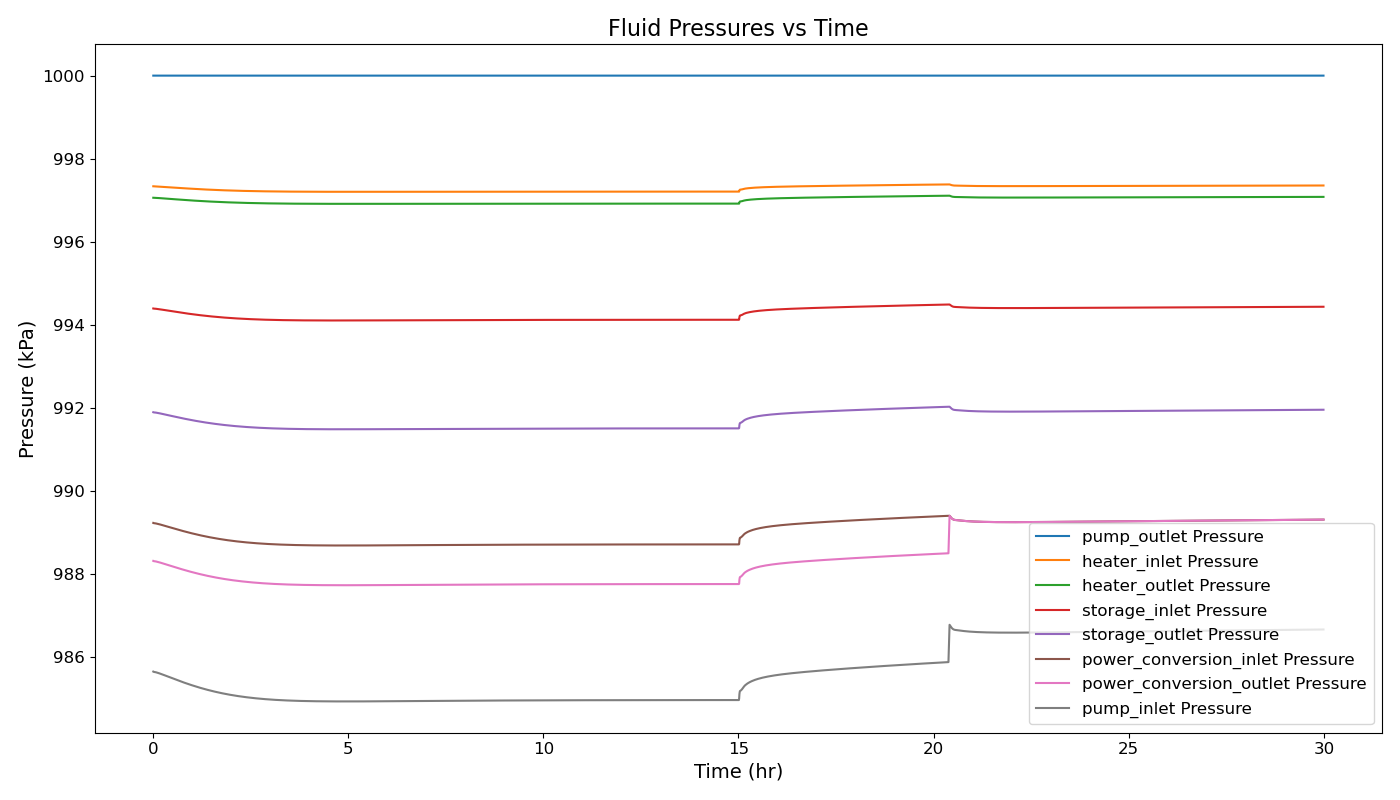 Fluid Pressures vs Time
Pressure (kPa)
1000
998
996
994
992
990
988
986
pump_outlet Pressure
heater_inlet Pressure
heater_outlet Pressure
storage_inlet Pressure
storage_outlet Pressure
power_conversion_inlet Pressure
power_conversion_outlet Pressure
pump_inlet Pressure
0 5 10 15 20 25 30
Time (hr)